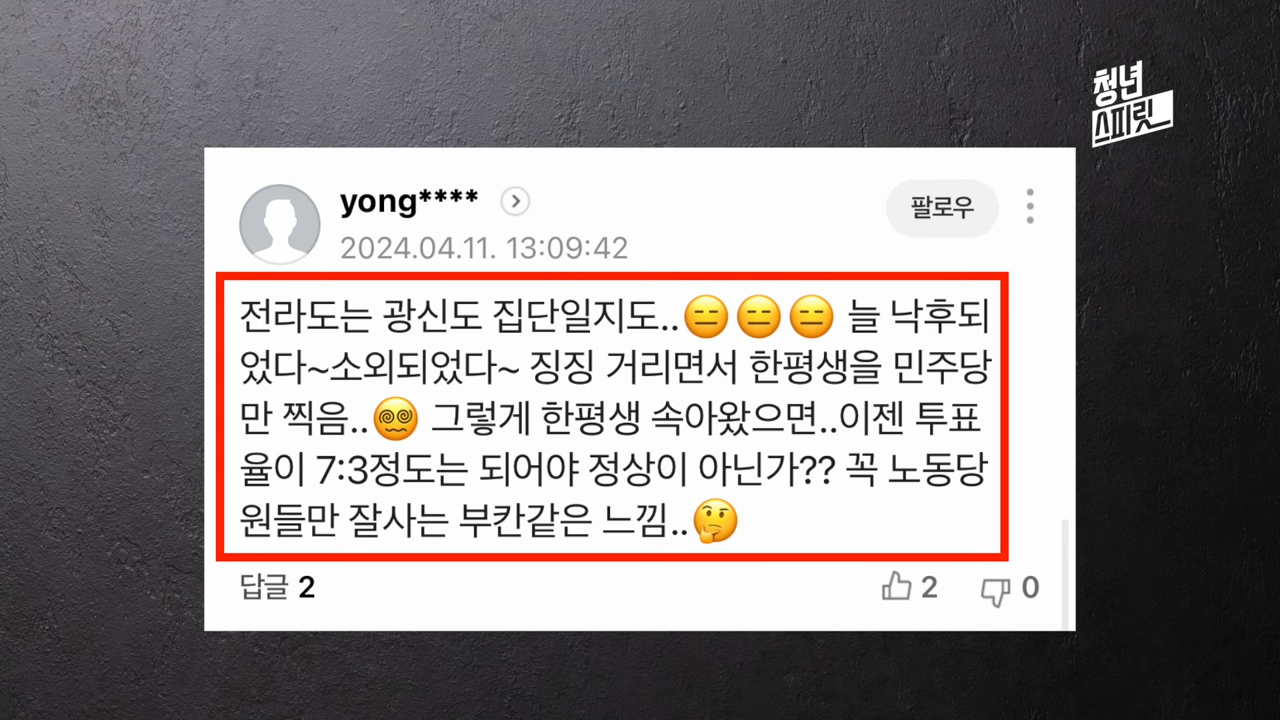 청년
스피릿
yong****
2024.04.11. 13:09:42
팔로우
전라도는 광신도 집단일지도..😑😑😑 늘 낙후되
었다~소외되었다~ 징징 거리면서 한평생을 민주당
만 찍음..😵‍💫 그렇게 한평생 속아왔으면..이젠 투표
율이 7:3정도는 되어야 정상이 아닌가?? 꼭 노동당
원들만 잘사는 부칸같은 느낌..🤔
답글 2
2
0